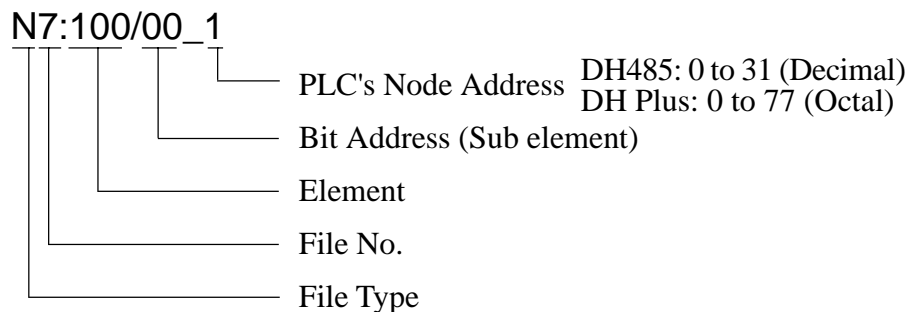 N7:100/00_1
PLC's Node Address
DH485: 0 to 31 (Decimal)
DH Plus: 0 to 77 (Octal)
Bit Address (Sub element)
Element
File No.
File Type